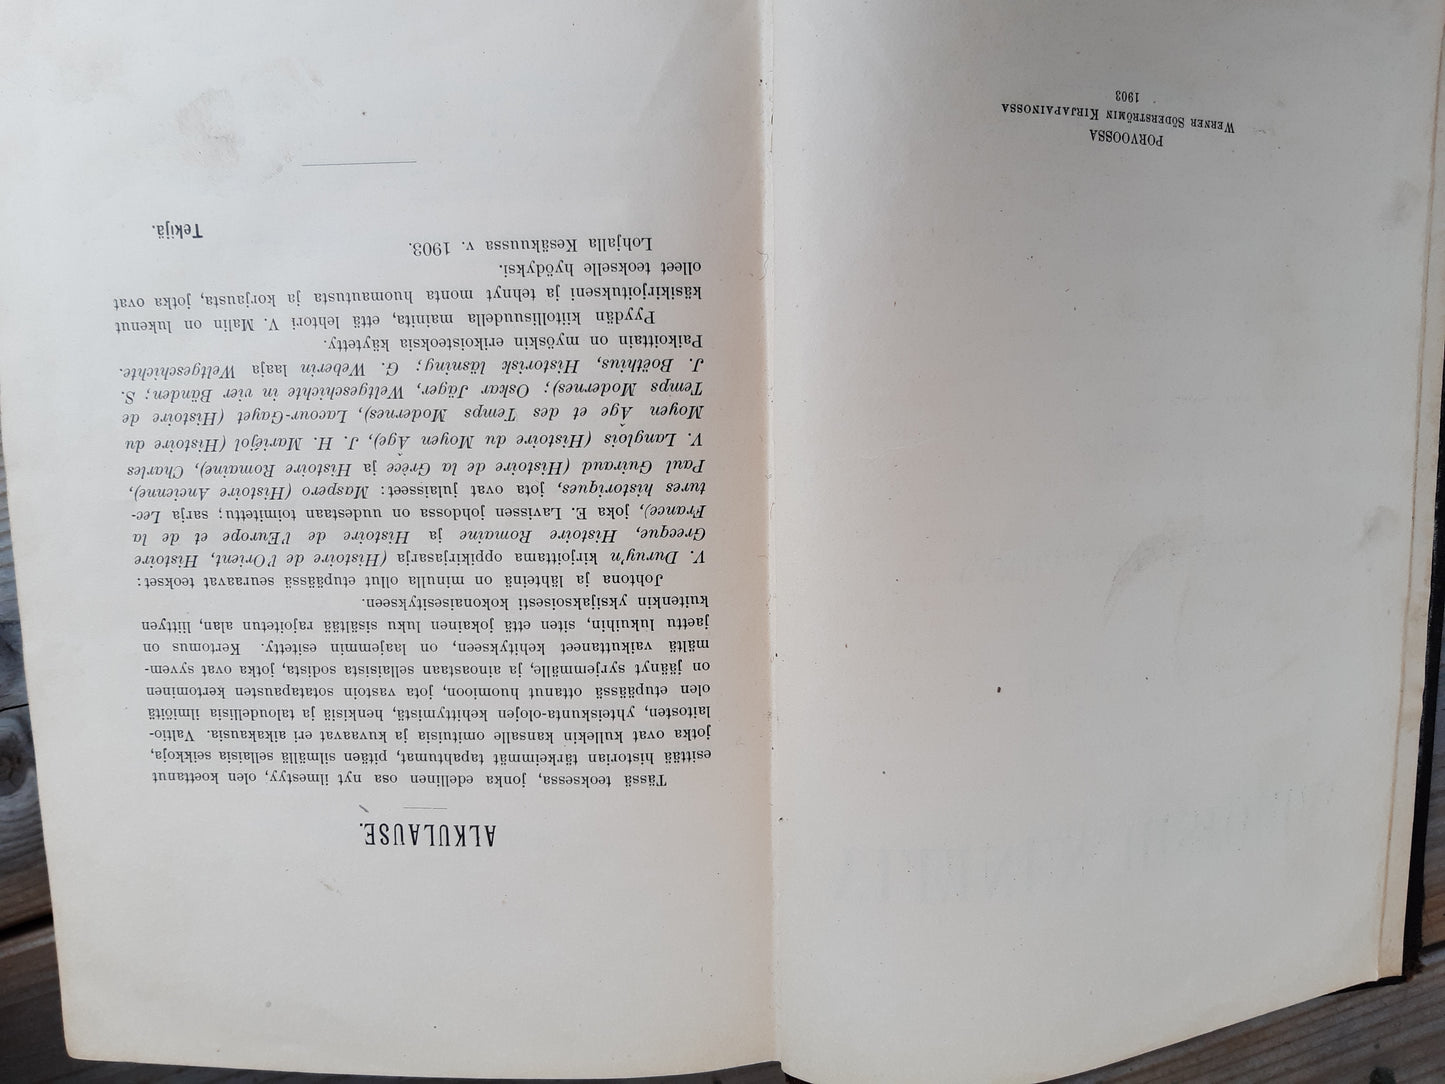 PORVOOSSA
WERNER SÖDERSTRÖMIN KIRJAPAINOSSA
1903
ALKULAUSE.
Tässä teoksessa, jonka edellinen osa nyt ilmestyy, olen koettanut
esittää historian tärkeimmät tapahtumat, pitäen silmällä sellaisia seikkoja,
jotka ovat kullekin kansalle omituisia ja kuvaavat eri aikakausia. Valtio-
laitosten, yhteiskunta-olojen kehittymistä, henkisiä ja taloudellisia ilmiöitä
olen etupäässä ottanut huomioon, jota vastoin sotatapausten kertominen
on jäänyt syrjemmälle, ja ainoastaan sellaisista sodista, jotka ovat syvem-
mältä vaikuttaneet kehitykseen, on laajemmin esitetty. Kertomus on
jaettu lukuihin, siten että jokainen luku sisältää rajoitetun alan, liittyen
kuitenkin yksijaksoisesti kokonaisesitykseen.
Johtona ja lähteinä on minulla ollut etupäässä seuraavat teokset:
V. Duruy'n kirjoittama oppikirjasarja (Histoire de l'Orient, Histoire
Grecque, Histoire Romaine ja Histoire de l'Europe et de la
France), joka E. Lavissen johdossa on uudestaan toimitettu; sarja Lec-
tures historiques, jota ovat julaisseet: Maspero (Histoire Ancienne),
Paul Guiraud (Histoire de la Grèce ja Histoire Romaine), Charles
V. Langlois (Histoire du Moyen Âge), J. H. Mariéjol (Histoire du
Moyen Âge et des Temps Modernes), Lacour-Gayet (Histoire de
Temps Modernes); Oskar Jäger, Weltgeschichte in vier Bänden; S.
J. Boëthius, Historisk läsning; G. Weberin laaja Weltgeschichte.
Paikoittain on myöskin erikoisteoksia käytetty.
Pyydän kiitollisuudella mainita, että lehtori V. Malin on lukenut
käsikirjoitukseni ja tehnyt monta huomautusta ja korjausta, jotka ovat
olleet teokselle hyödyksi.
Lohjalla Kesäkuussa v. 1903.
Tekijä.